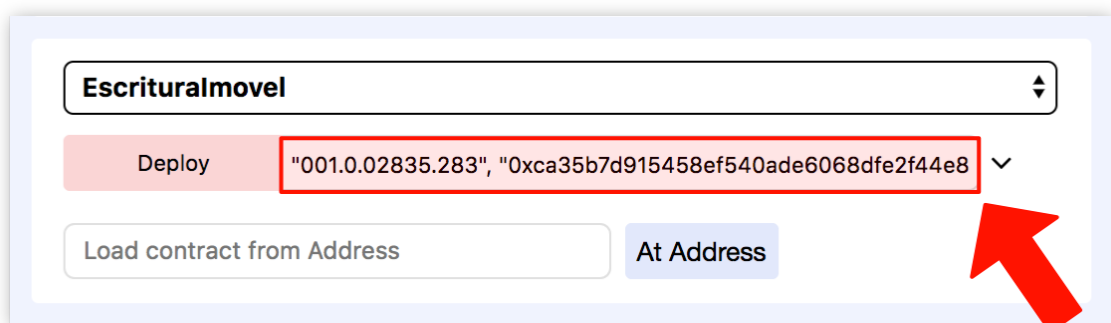 EscrituraImovel
Deploy "001.0.02835.283", "0xca35b7d915458ef540ade6068dfe2f44e8
Load contract from Address At Address